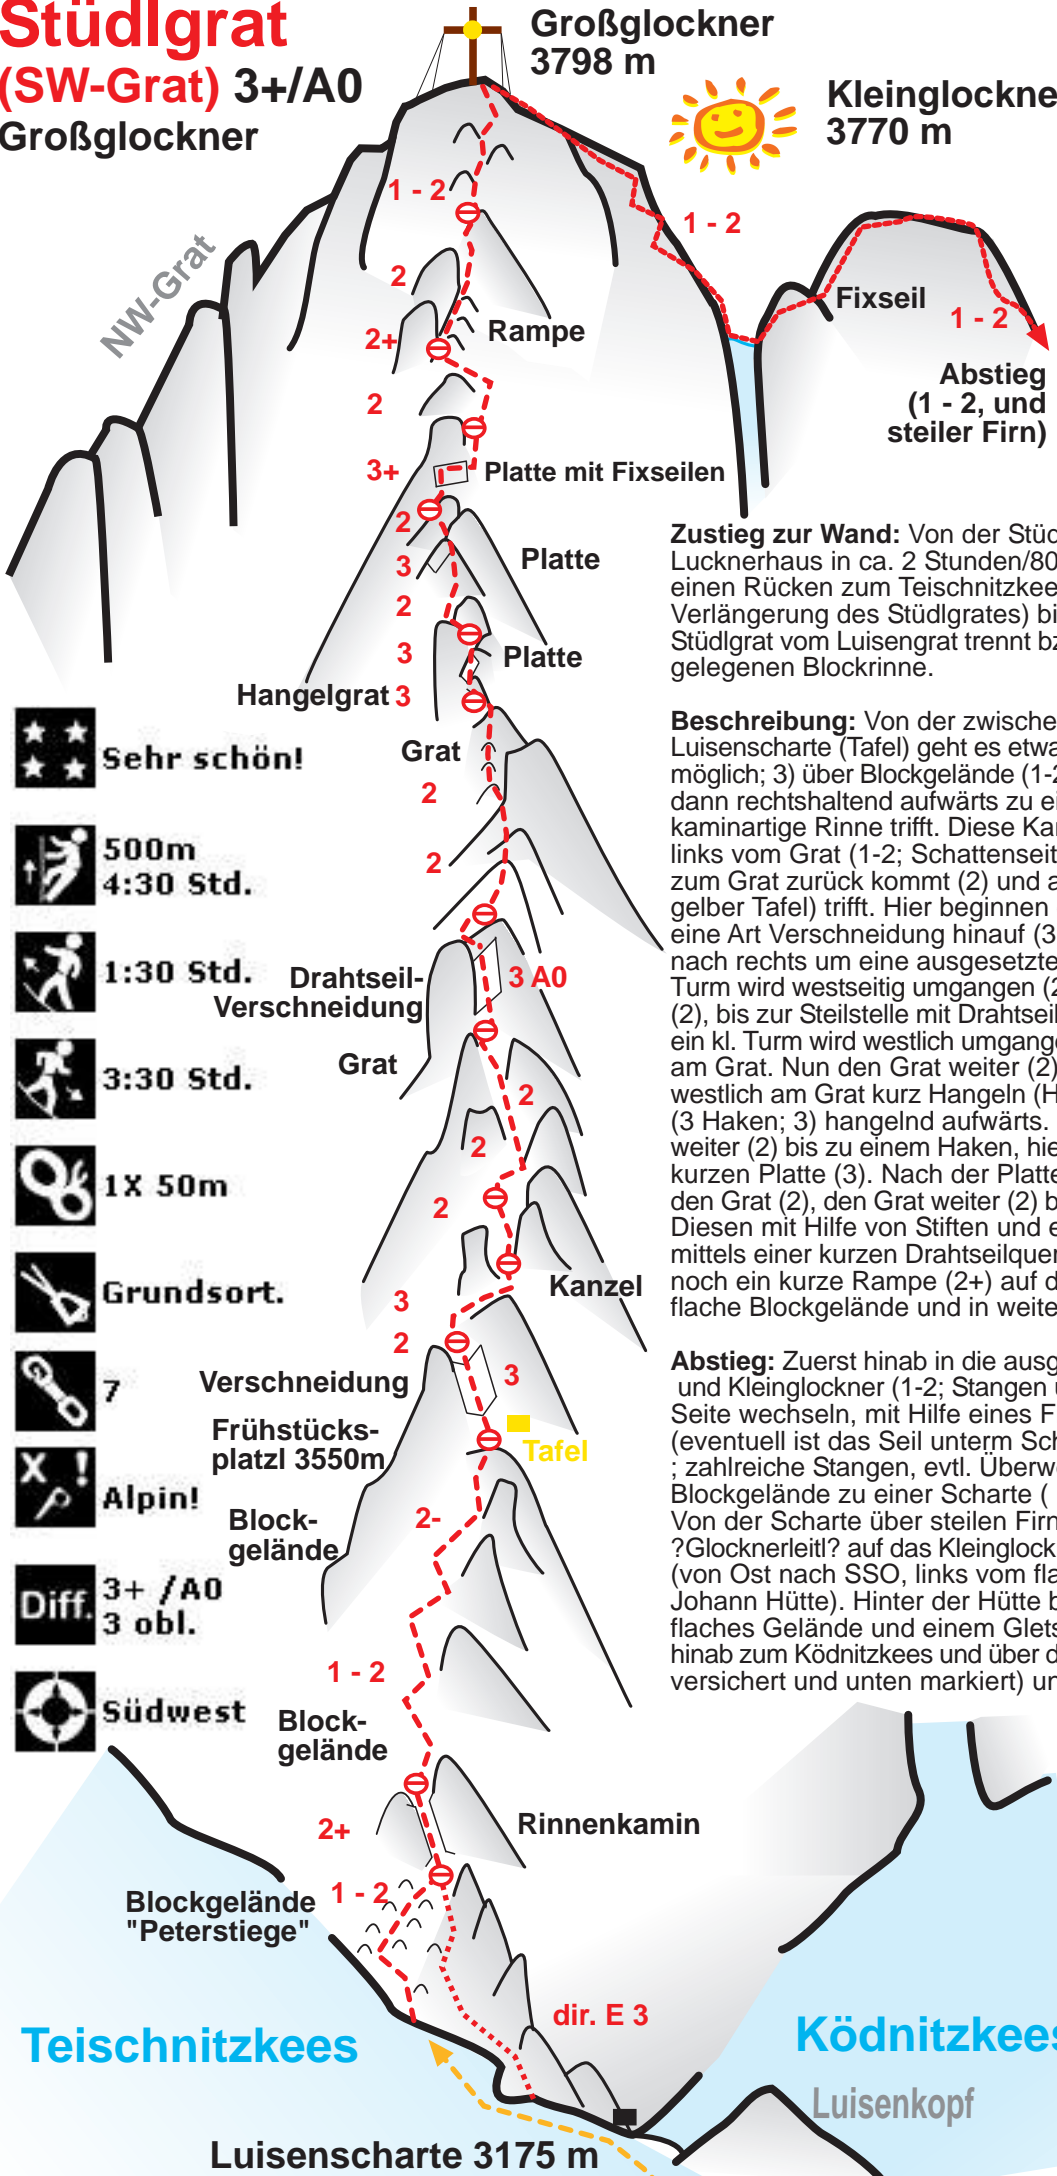 Stüdlgrat
(SW-Grat) 3+/A0
Großglockner
Großglockner
3798 m
Kleinglockne
3770 m
NW-Grat
1 - 2
1 - 2
2
Fixseil
1 - 2
Rampe
2+
Abstieg
(1 - 2, und
steiler Firn)
2
3+
Platte mit Fixseilen
2
Platte
3
2
3
Platte
Hangelgrat 3
Grat
2
2
Drahtseil-
Verschneidung
3 A0
Grat
2
2
2
Kanzel
3
2
Verschneidung
3
Frühstücks-
platzl 3550m
Tafel
Block-
gelände
2-
1 - 2
Block-
gelände
2+
Rinnenkamin
1 - 2
Blockgelände
"Peterstiege"
dir. E 3
Teischnitzkees
Ködnitzkees
Luisenkopf
Luisenscharte 3175 m
Sehr schön!
500m
4:30 Std.
1:30 Std.
3:30 Std.
1X 50m
Grundsort.
7
X !
Alpin!
Diff.
3+ /A0
3 obl.
Südwest
Zustieg zur Wand: Von der Stüd
Lucknerhaus in ca. 2 Stunden/80
einen Rücken zum Teischnitzkee
Verlängerung des Stüdlgrates) bi
Stüdlgrat vom Luisengrat trennt bz
gelegenen Blockrinne.
Beschreibung: Von der zwische
Luisenscharte (Tafel) geht es etwa
möglich; 3) über Blockgelände (1-2
dann rechtshaltend aufwärts zu ei
kaminartige Rinne trifft. Diese Kar
links vom Grat (1-2; Schattenseit
zum Grat zurück kommt (2) und a
gelber Tafel) trifft. Hier beginnen
eine Art Verschneidung hinauf (3
nach rechts um eine ausgesetzte
Turm wird westseitig umgangen (2
(2), bis zur Steilstelle mit Drahtseil
ein kl. Turm wird westlich umgange
am Grat. Nun den Grat weiter (2)
westlich am Grat kurz Hangeln (H
(3 Haken; 3) hangelnd aufwärts.
weiter (2) bis zu einem Haken, hie
kurzen Platte (3). Nach der Platte
den Grat (2), den Grat weiter (2) b
Diesen mit Hilfe von Stiften und e
mittels einer kurzen Drahtseilquer
noch ein kurze Rampe (2+) auf d
flache Blockgelände und in weite
Abstieg: Zuerst hinab in die ausg
und Kleinglockner (1-2; Stangen u
Seite wechseln, mit Hilfe eines F
(eventuell ist das Seil unterm Sch
; zahlreiche Stangen, evtl. Überwe
Blockgelände zu einer Scharte (
Von der Scharte über steilen Firn
?Glocknerleitl? auf das Kleinglock
(von Ost nach SSO, links vom fla
Johann Hütte). Hinter der Hütte b
flaches Gelände und einem Glets
hinab zum Ködnitzkees und über d
versichert und unten markiert) un